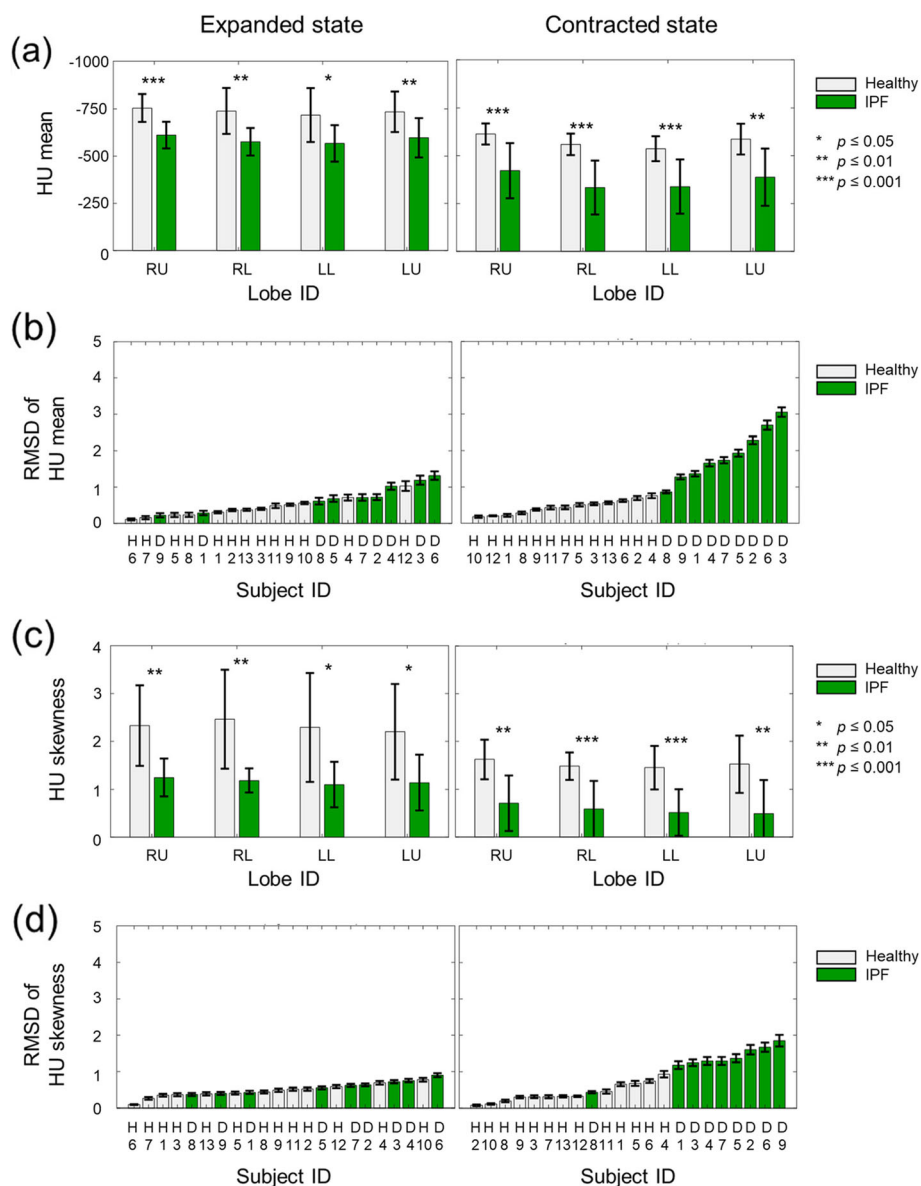 Expanded state
Contracted state
(a)
HU mean
-1000
-750
-500
-250
0
*** ** * **
*** *** *** **
RU RL LL LU
RU RL LL LU
Lobe ID
Lobe ID
Healthy
IPF
* p ≤ 0.05
** p ≤ 0.01
*** p ≤ 0.001
(b)
RMSD of
HU mean
5
4
3
2
1
0
H H D H H D H H H H H H H D D H D D D H D D
6 7 9 5 8 1 1 2 13 3 11 9 10 8 5 4 7 2 4 12 3 6
H H H H H H H H H H H H H D D D D D D D D D
10 12 1 8 9 11 7 5 3 13 6 2 4 8 9 1 4 7 5 2 6 3
Subject ID
Subject ID
Healthy
IPF
(c)
HU skewness
4
3
2
1
0
** ** * *
** *** *** **
RU RL LL LU
RU RL LL LU
Lobe ID
Lobe ID
Healthy
IPF
* p ≤ 0.05
** p ≤ 0.01
*** p ≤ 0.001
(d)
RMSD of
HU skewness
5
4
3
2
1
0
H H H H D H D H D H H H H D H D D H D D H D
6 7 1 3 8 13 9 5 1 8 9 11 5 12 7 2 4 3 4 10 6
H H H H H H H H D H H H H H D D D D D D D D
2 10 8 9 3 7 13 12 8 11 1 5 6 4 1 3 4 7 5 2 6 9
Subject ID
Subject ID
Healthy
IPF